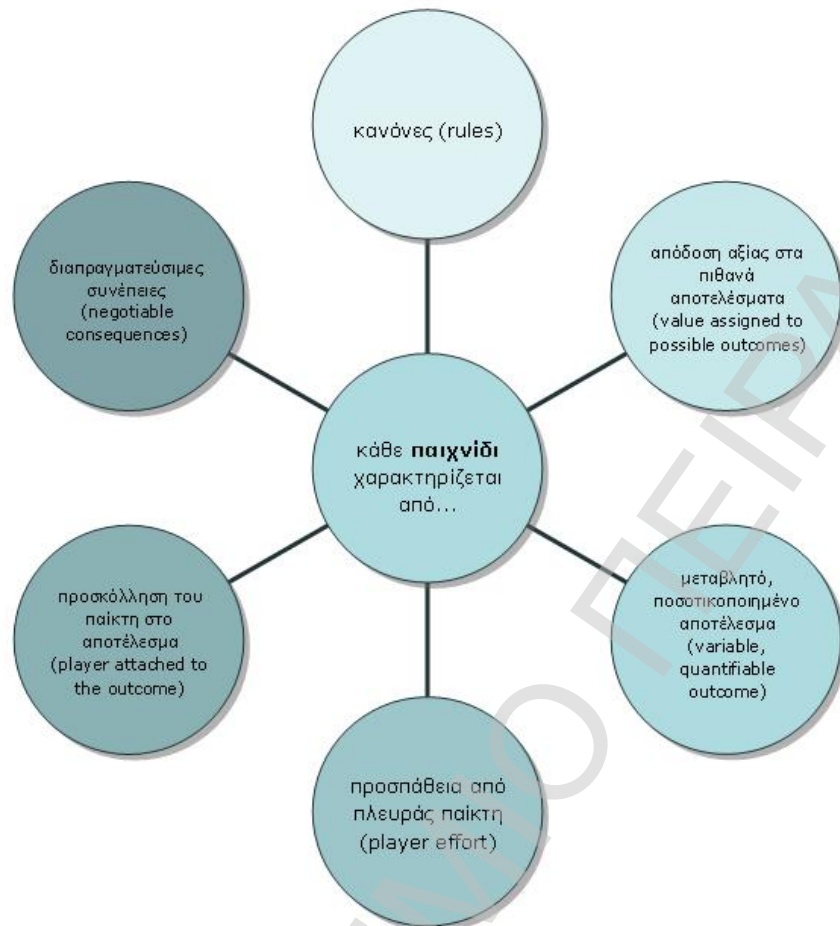 κανόνες (rules)
απόδοση αξίας στα
πιθανά
αποτελέσματα
(value assigned to
possible outcomes)
μεταβλητό,
ποσοτικοποιημένο
αποτέλεσμα
(variable,
quantifiable
outcome)
προσπάθεια από
πλευράς παίκτη
(player effort)
προσκόλληση του
παίκτη στο
αποτέλεσμα
(player attached to
the outcome)
διαπραγματεύσιμες
συνέπειες
(negotiable
consequences)
κάθε παιχνίδι
χαρακτηρίζεται
από...